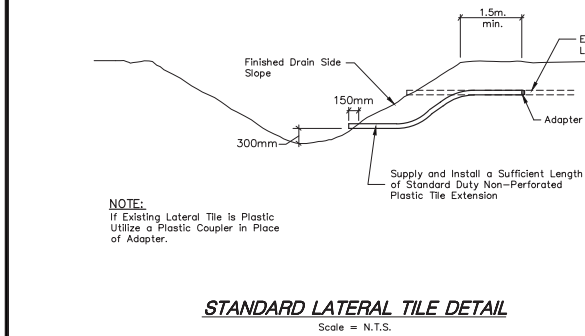 1.5m.
min.
E
L
Finished Drain Side
Slope
150mm
Adapter
300mm
Supply and Install a Sufficient Length
of Standard Duty Non-Perforated
Plastic Tile Extension
NOTE:
If Existing Lateral Tile is Plastic
Utilize a Plastic Coupler in Place
of Adapter.
STANDARD LATERAL TILE DETAIL
Scale = N.T.S.